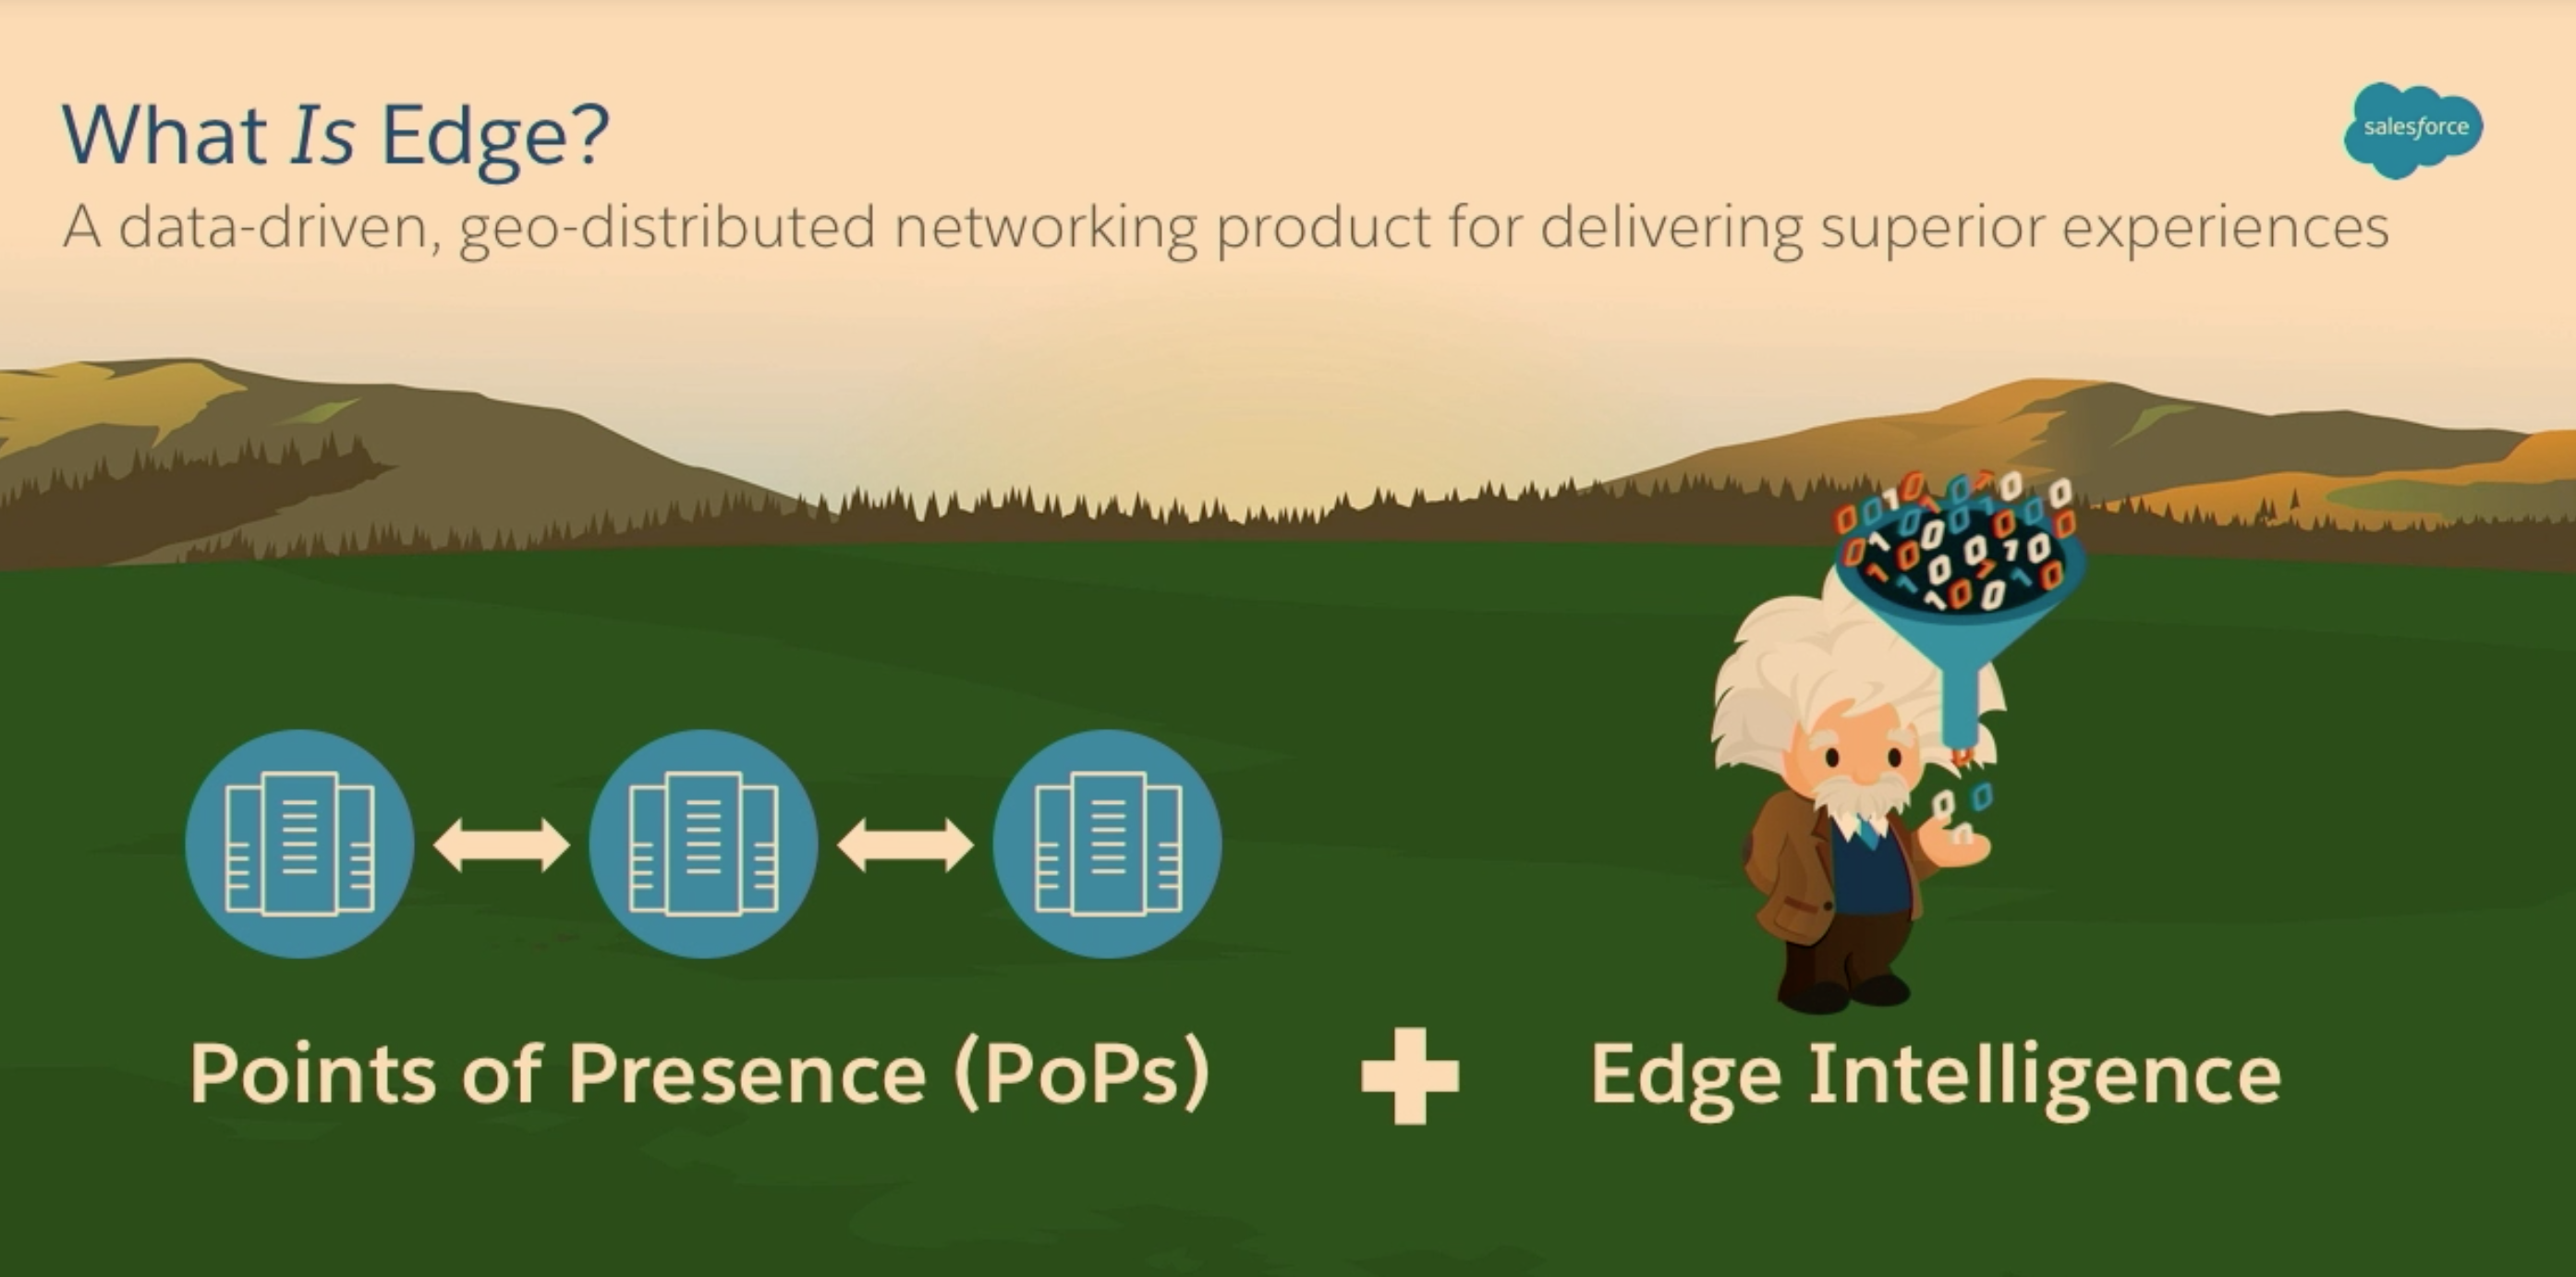 What Is Edge?
salesforce
A data-driven, geo-distributed networking product for delivering superior experiences
Points of Presence (PoPs)
Edge Intelligence